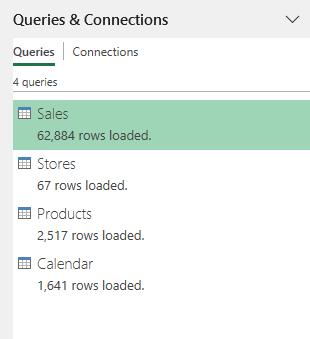 Queries & Connections
Queries | Connections
4 queries
Sales
62,884 rows loaded.
Stores
67 rows loaded.
Products
2,517 rows loaded.
Calendar
1,641 rows loaded.